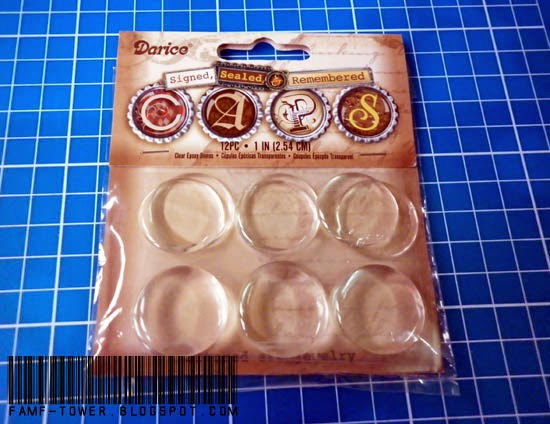 Darice
Signed, Sealed, & Remembered
C A P S
12PC • 1 IN (2.54 CM)
Clear Epoxy Domes • Cúpulas Epóxicas Transparentes • Coupoles Époxyde Transparent
jewelry
FAMF-TOWER.BLOGSPOT.COM